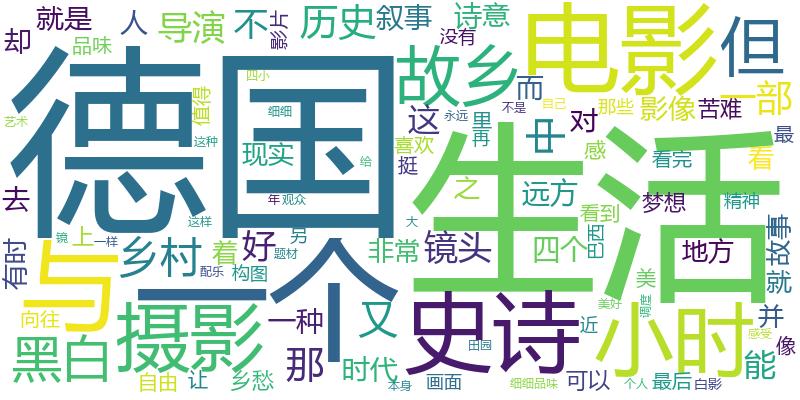 却 就是 人 导演 不 影片 历史 叙事 诗意 电影 但
品味 没有
四小 故乡 而 一部
艺术 值得 细细 永远 不是 自己 那些 影像 苦难
德国 这 里 再 中 对 最
这种 现实 喜欢 感 看完 看
去 给 挺 之 远方 梦想 精神
年 观众 生活
这样 大 看到
有时 镜 上 一样 乡村 着 好 另 非常 镜头 四个 巴西 地方 故事
与 一个 题材 就
配乐 构图 美
向往 摄影 一种 又 史诗 美好 调度 小时 并
黑白 那 近 感受 像
时代 田园 能
自由 让 乡愁 本身 画面 细细品味 可以 个人 最后 白影